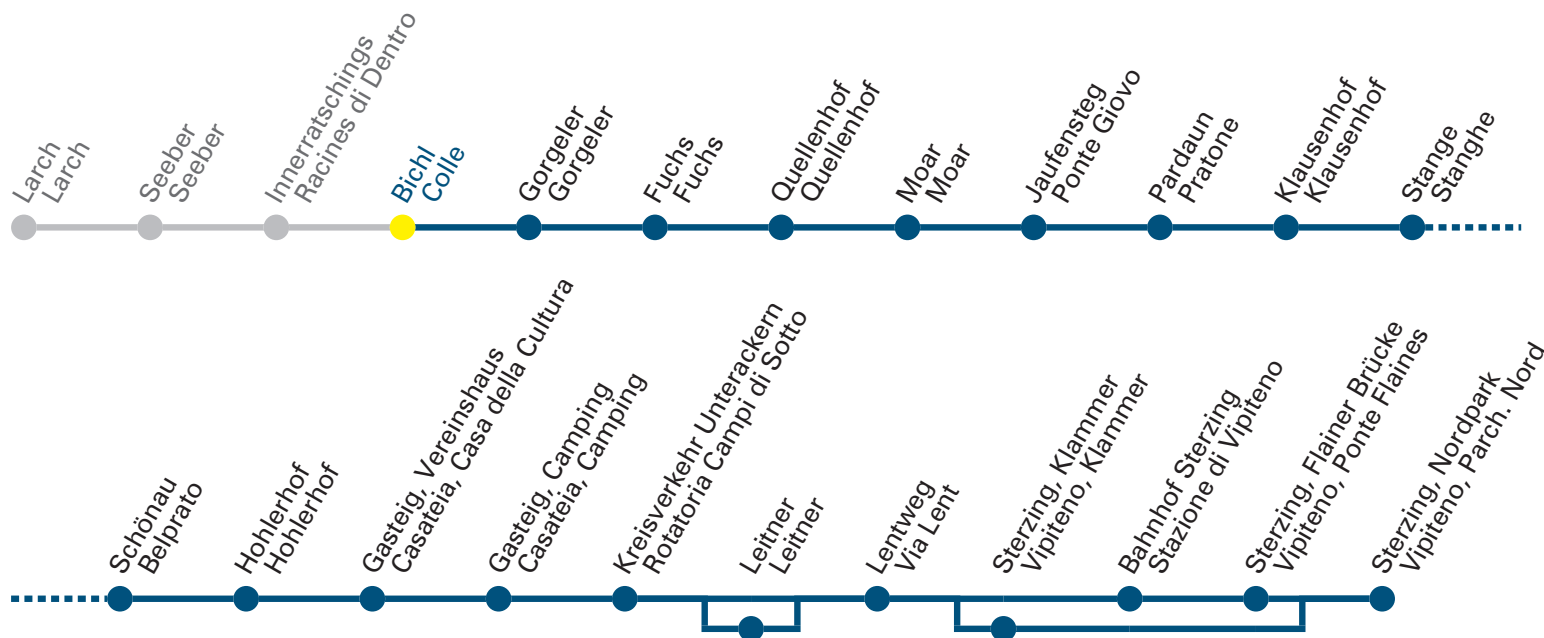 Larch
Larch
Seeber
Seeber
Innerratschings
Racines di Dentro
Bichl
Colle
Gorgeler
Gorgeler
Fuchs
Fuchs
Quellenhof
Quellenhof
Moar
Moar
Jaufensteg
Ponte Giovo
Pardaun
Pratone
Klausenhof
Klausenhof
Stange
Stanghe
Schönau
Belprato
Hohlerhof
Hohlerhof
Gasteig, Vereinshaus
Casateia, Casa della Cultura
Gasteig, Camping
Casateia, Camping
Kreisverkehr Unterackern
Rotatoria Campi di Sotto
Leitner
Leitner
Lentweg
Via Lent
Sterzing, Klammer
Vipiteno, Klammer
Bahnhof Sterzing
Stazione di Vipiteno
Sterzing, Flainer Brücke
Vipiteno, Ponte Flaines
Sterzing, Nordpark
Vipiteno, Parch. Nord